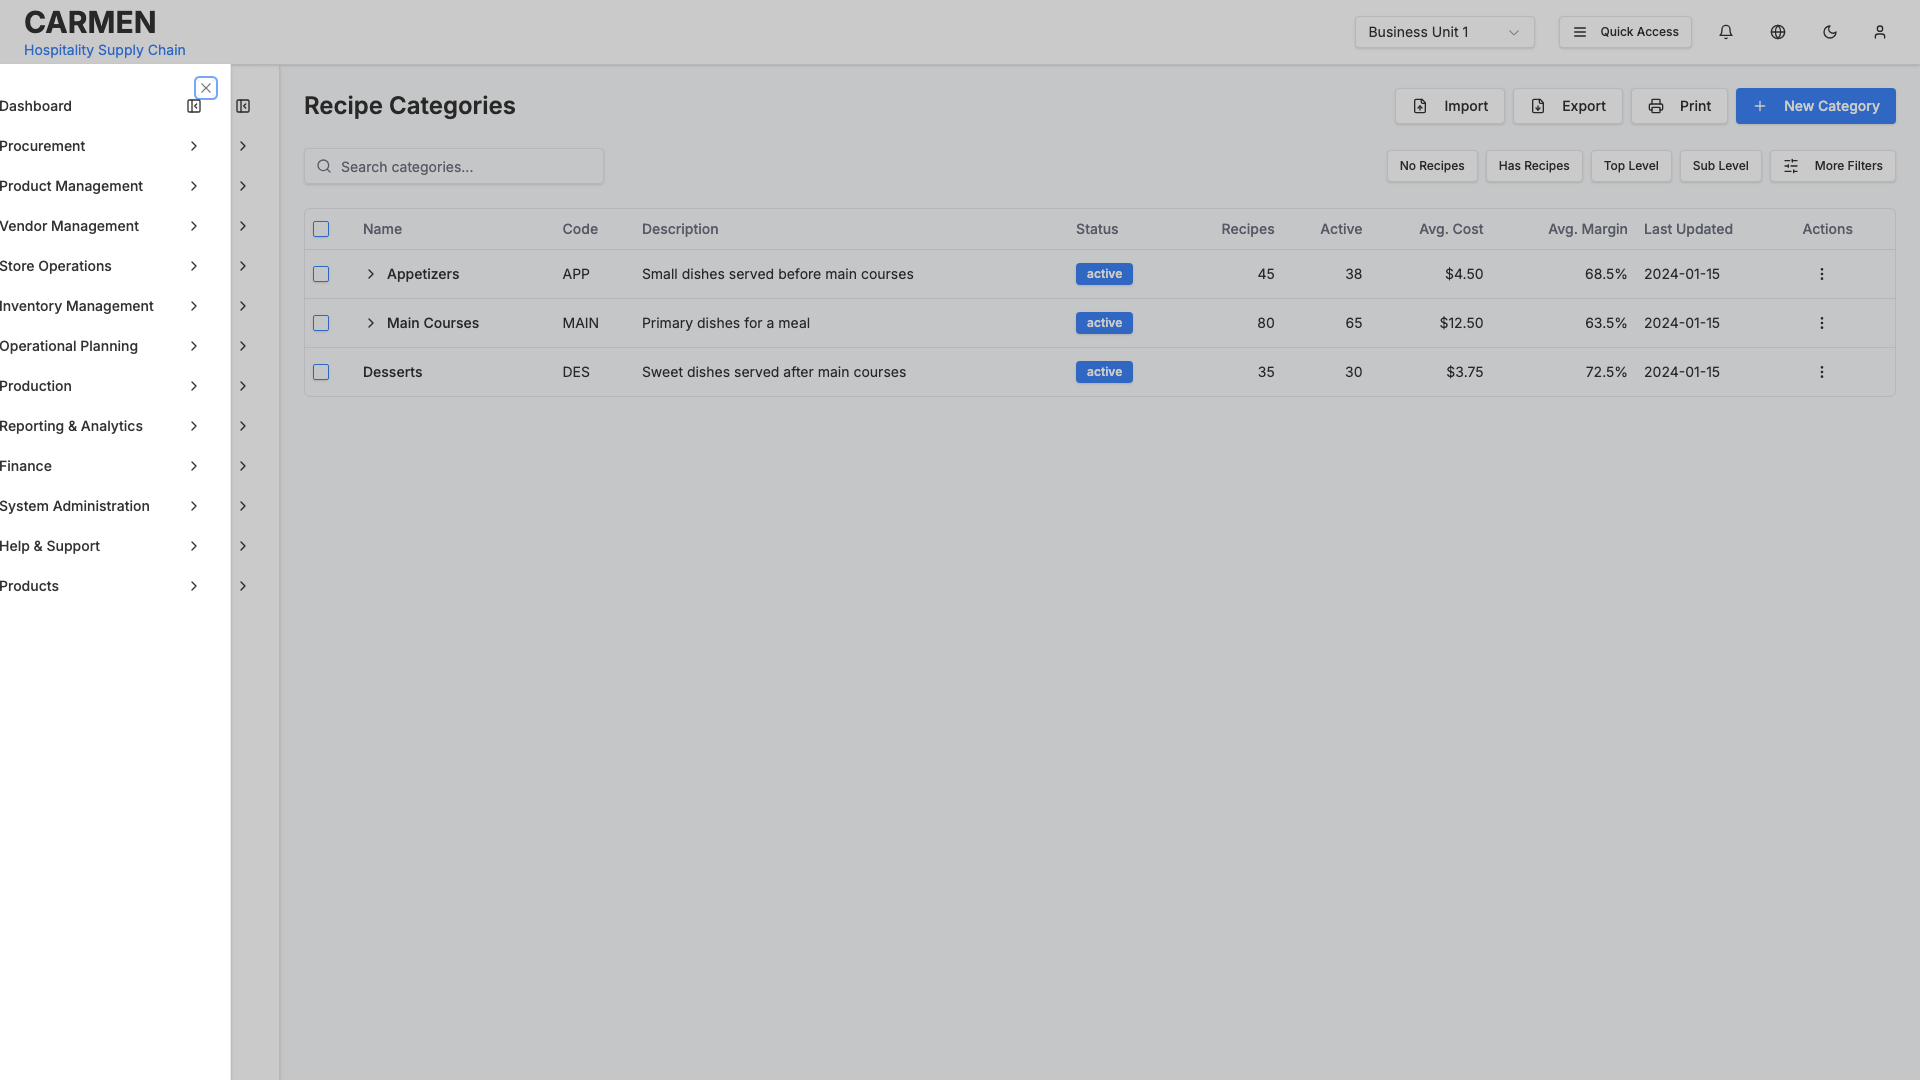 CARMEN
Hospitality Supply Chain
Business Unit 1
Quick Access
Dashboard
Procurement
Product Management
Vendor Management
Store Operations
Inventory Management
Operational Planning
Production
Reporting & Analytics
Finance
System Administration
Help & Support
Products
Recipe Categories
Import
Export
Print
New Category
Search categories...
No Recipes
Has Recipes
Top Level
Sub Level
More Filters
Name Code Description Status Recipes Active Avg. Cost Avg. Margin Last Updated Actions
Appetizers APP Small dishes served before main courses active 45 38 $4.50 68.5% 2024-01-15
Main Courses MAIN Primary dishes for a meal active 80 65 $12.50 63.5% 2024-01-15
Desserts DES Sweet dishes served after main courses active 35 30 $3.75 72.5% 2024-01-15